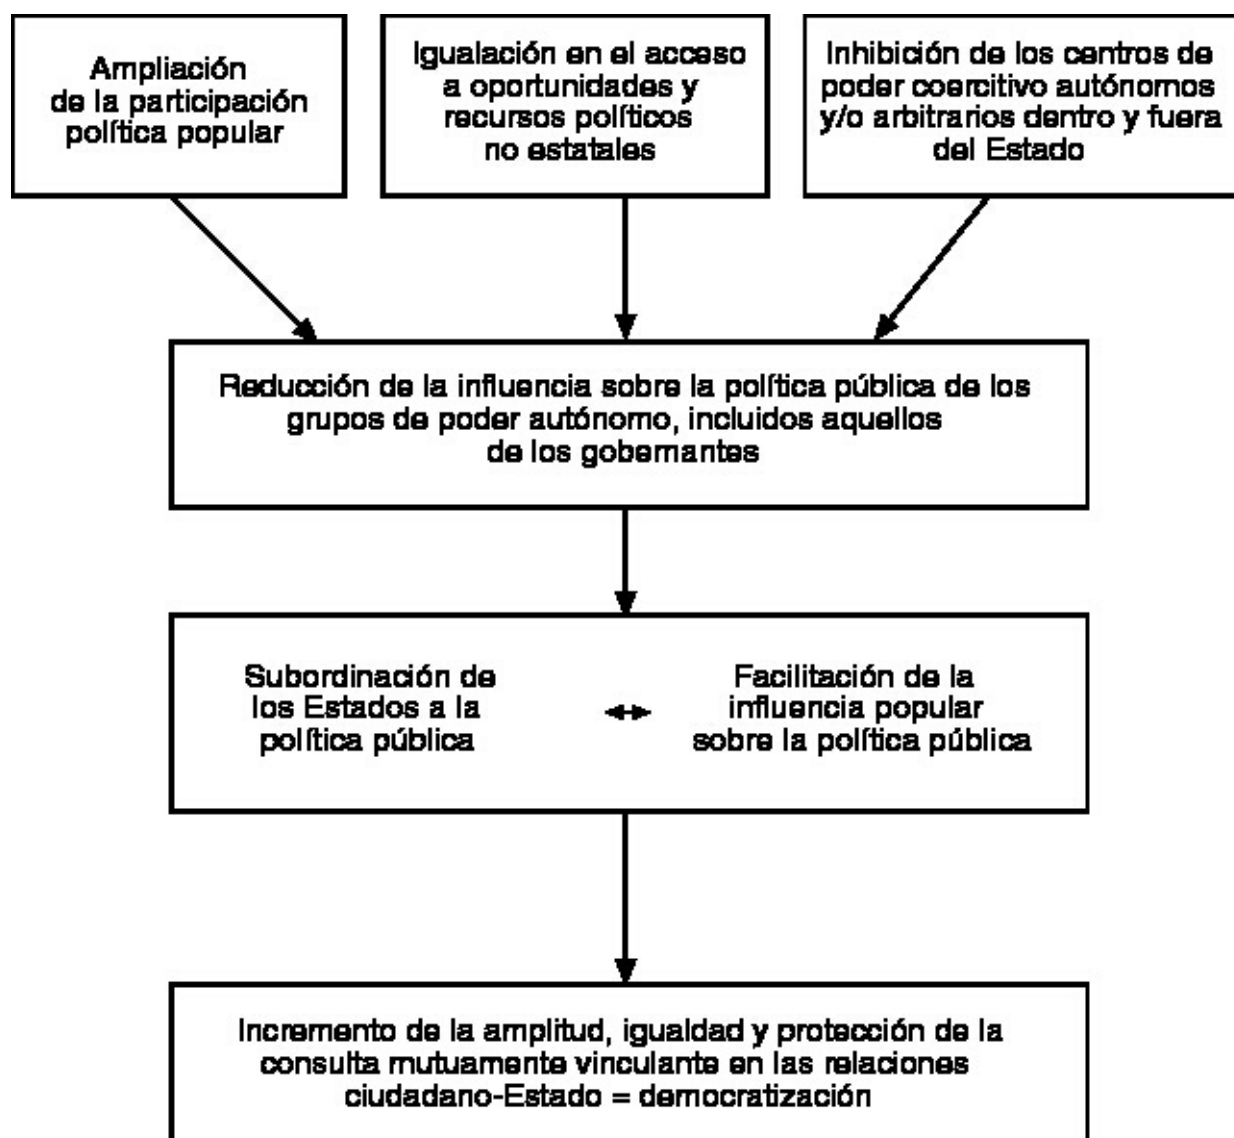 Ampliación
de la participación
política popular
Igualación en el acceso
a oportunidades y
recursos políticos
no estatales
Inhibición de los centros de
poder coercitivo autónomos
y/o arbitrarios dentro y fuera
del Estado
Reducción de la influencia sobre la política pública de los
grupos de poder autónomo, incluidos aquellos
de los gobernantes
Subordinación de
los Estados a la
política pública
Facilitación de la
influencia popular
sobre la política pública
Incremento de la amplitud, igualdad y protección de la
consulta mutuamente vinculante en las relaciones
ciudadano-Estado = democratización